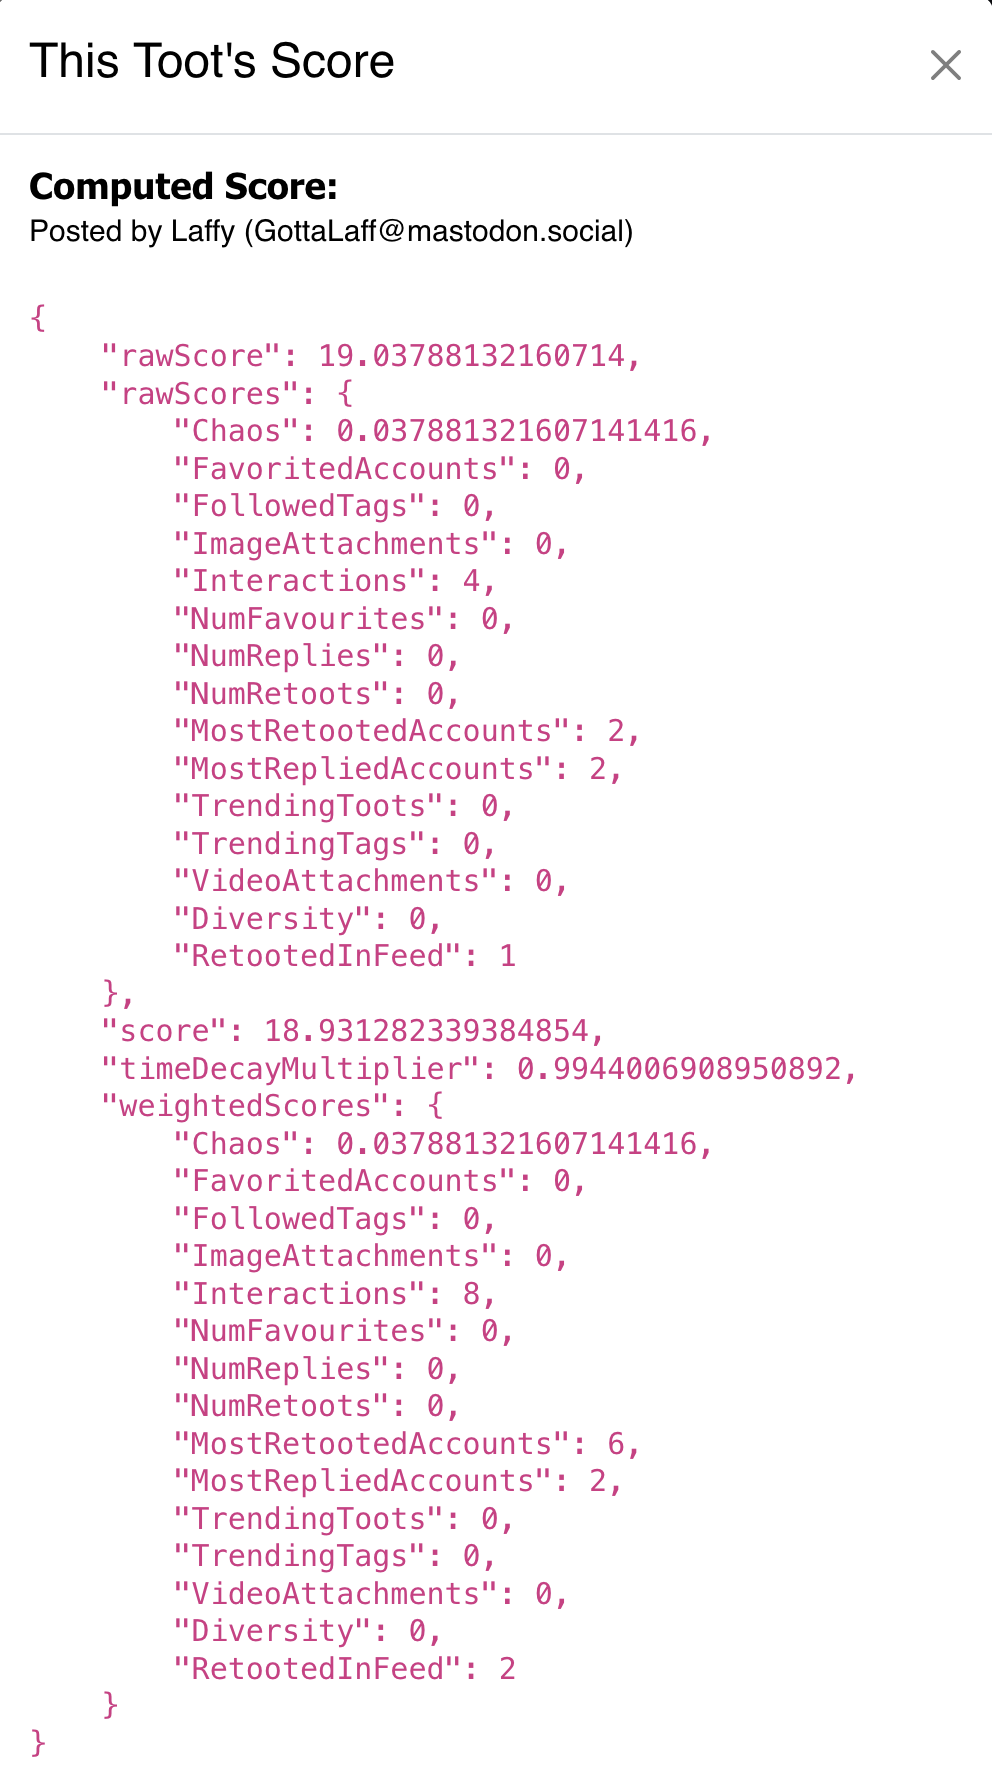 This Toot's Score
Computed Score:
Posted by Laffy (GottaLaff@mastodon.social)
{
    "rawScore": 19.03788132160714,
    "rawScores": {
        "Chaos": 0.037881321607141416,
        "FavoritedAccounts": 0,
        "FollowedTags": 0,
        "ImageAttachments": 0,
        "Interactions": 4,
        "NumFavourites": 0,
        "NumReplies": 0,
        "NumRetoots": 0,
        "MostRetootedAccounts": 2,
        "MostRepliedAccounts": 2,
        "TrendingToots": 0,
        "TrendingTags": 0,
        "VideoAttachments": 0,
        "Diversity": 0,
        "RetootedInFeed": 1
    },
    "score": 18.931282339384854,
    "timeDecayMultiplier": 0.9944006908950892,
    "weightedScores": {
        "Chaos": 0.037881321607141416,
        "FavoritedAccounts": 0,
        "FollowedTags": 0,
        "ImageAttachments": 0,
        "Interactions": 8,
        "NumFavourites": 0,
        "NumReplies": 0,
        "NumRetoots": 0,
        "MostRetootedAccounts": 6,
        "MostRepliedAccounts": 2,
        "TrendingToots": 0,
        "TrendingTags": 0,
        "VideoAttachments": 0,
        "Diversity": 0,
        "RetootedInFeed": 2
    }
}